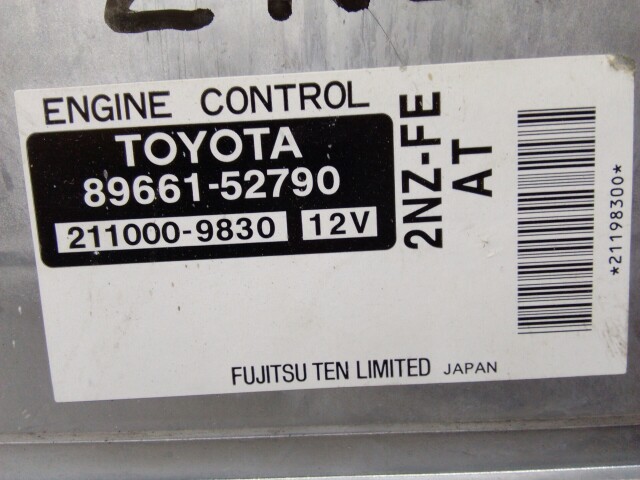 ENGINE CONTROL
TOYOTA
89661-52790
211000-9830 12V
2NZ-FE
AT
*21198300*
FUJITSU TEN LIMITED JAPAN